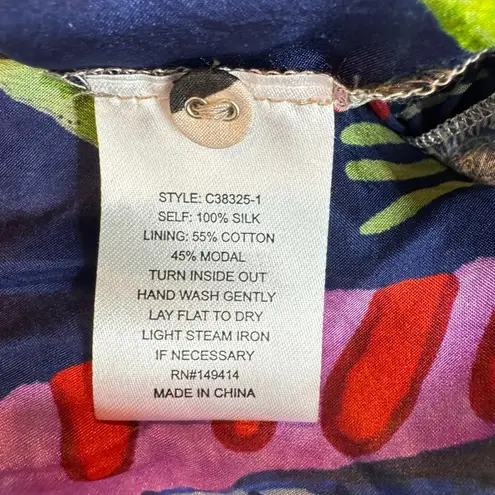 STYLE: C38325-1
SELF: 100% SILK
LINING: 55% COTTON
45% MODAL
TURN INSIDE OUT
HAND WASH GENTLY
LAY FLAT TO DRY
LIGHT STEAM IRON
IF NECESSARY
RN#149414
MADE IN CHINA